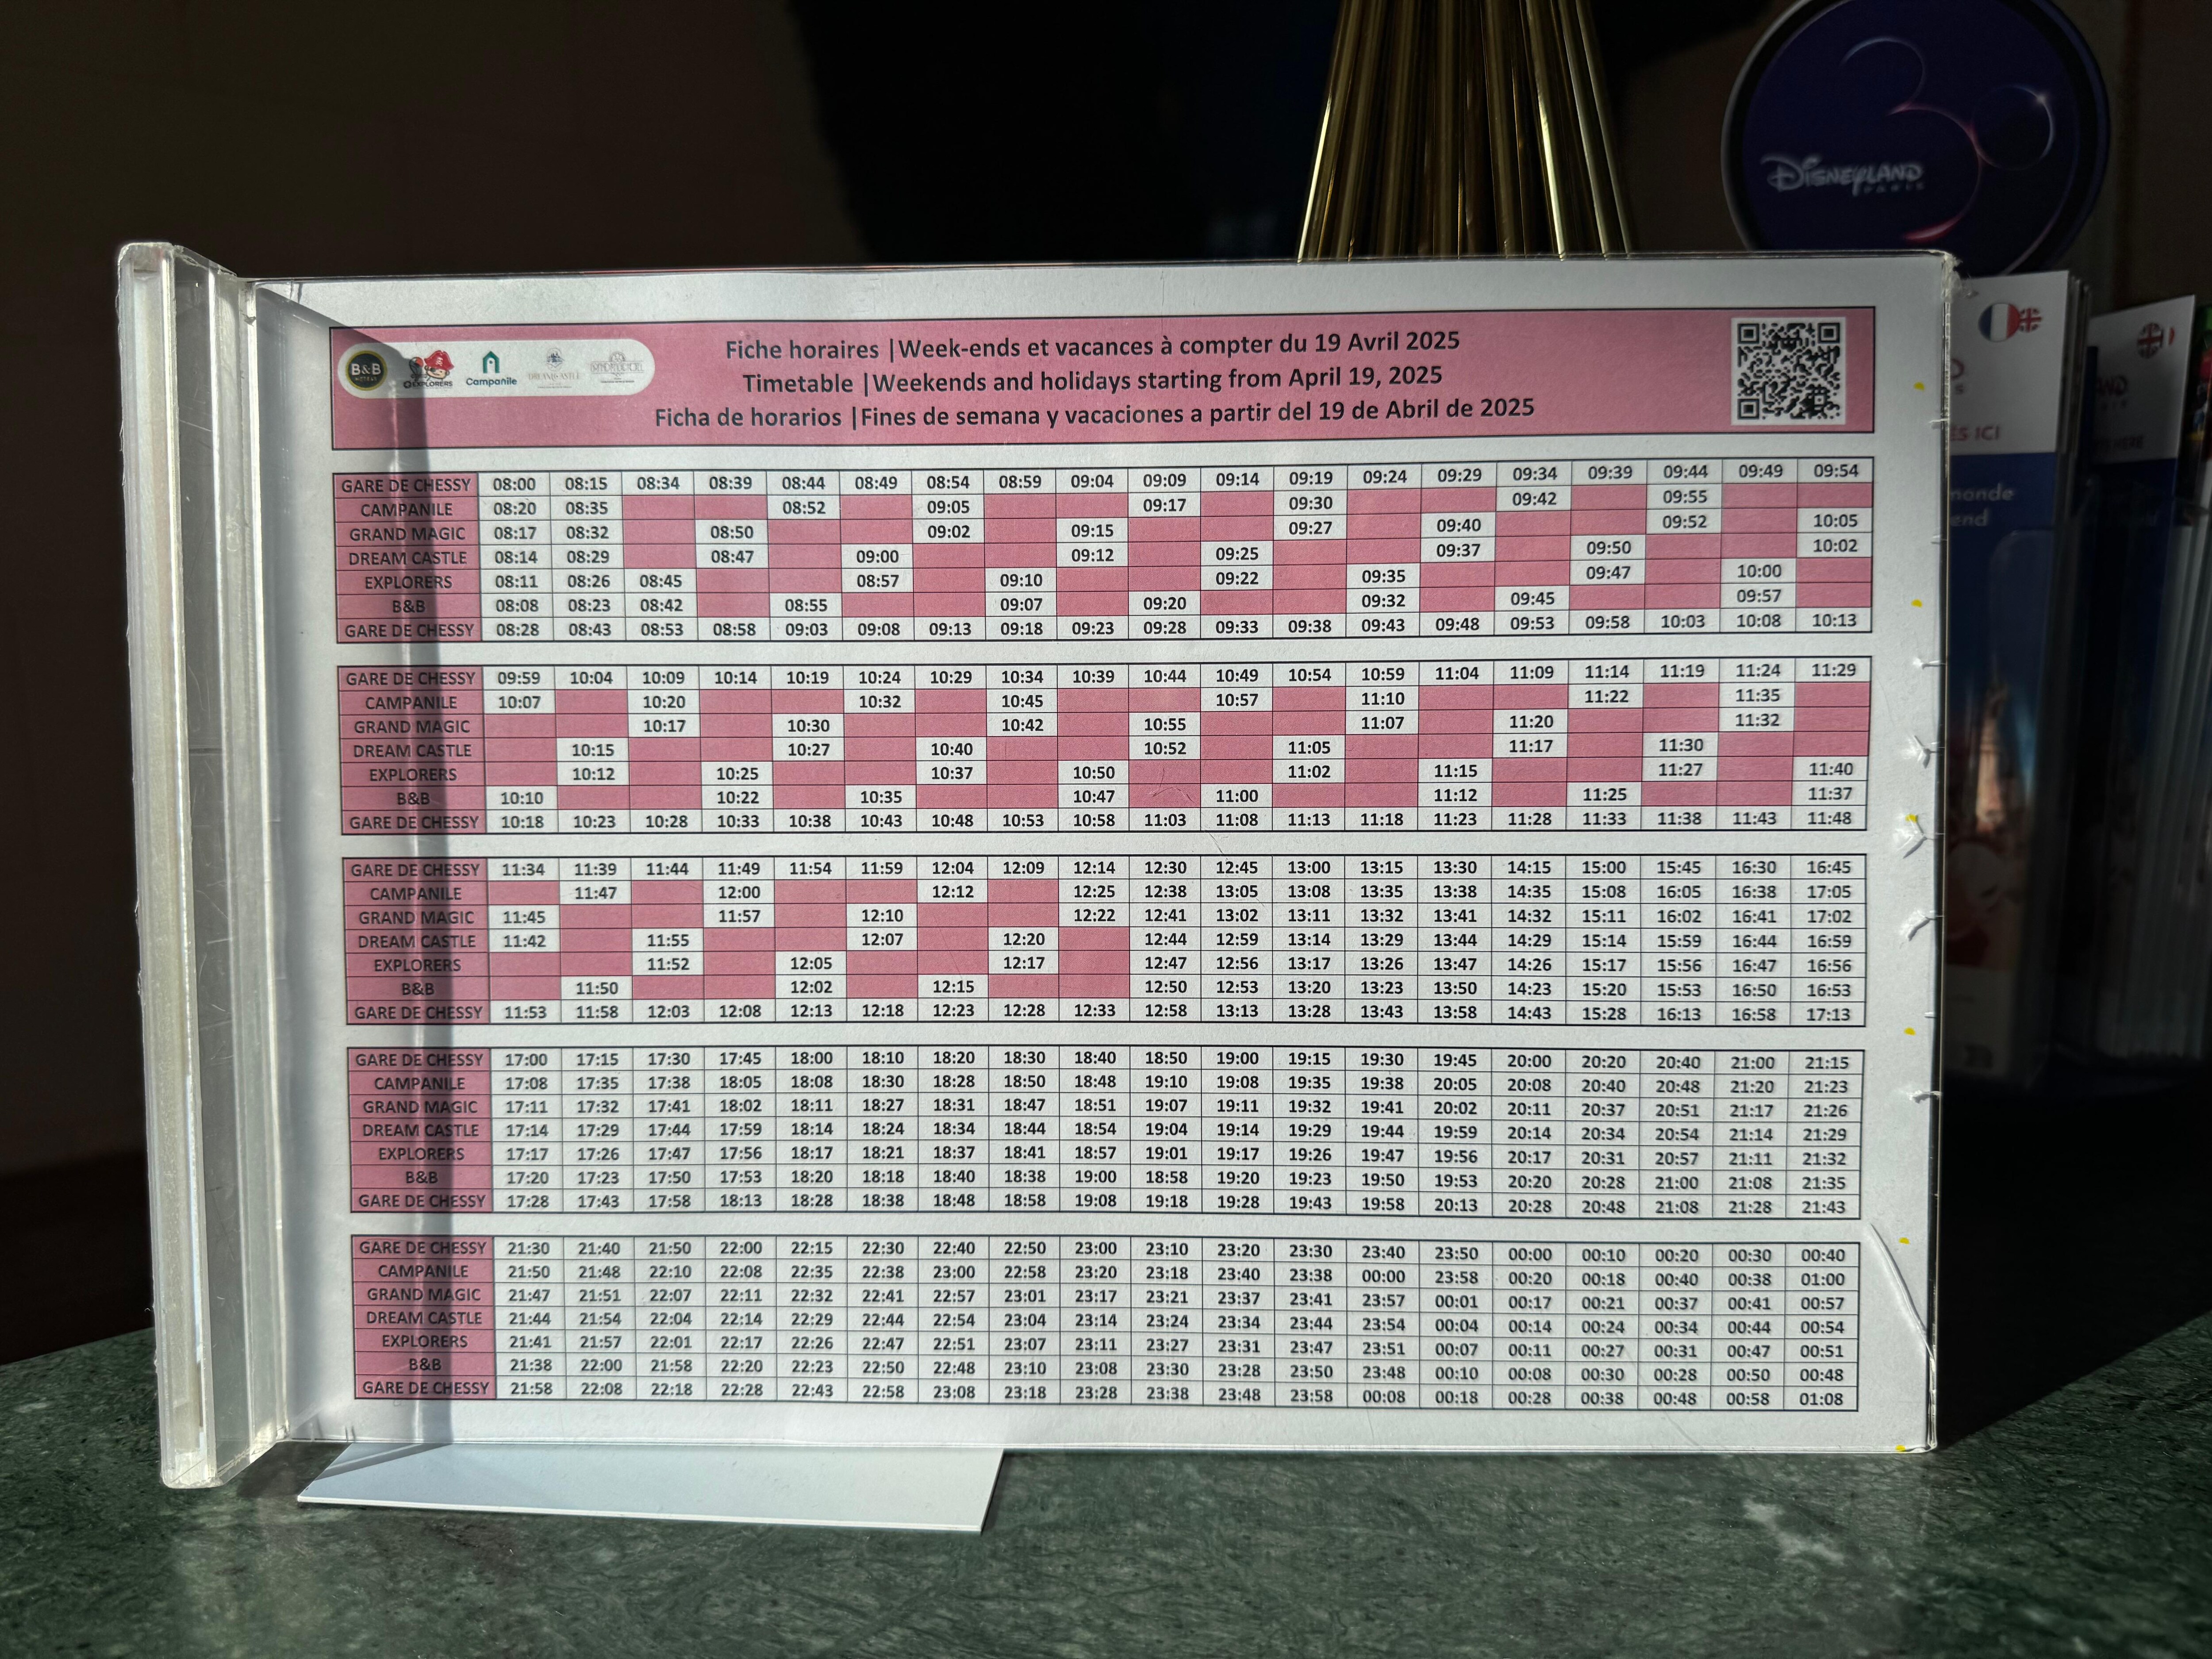 B&B
HOTELS
EXPLORERS
Campanile
DREAM CASTLE
Fiche horaires |Week-ends et vacances à compter du 19 Avril 2025
Timetable |Weekends and holidays starting from April 19, 2025
Ficha de horarios |Fines de semana y vacaciones a partir del 19 de Abril de 2025
GARE DE CHESSY 08:00 08:15 08:34 08:39 08:44 08:49 08:54 08:59 09:04 09:09 09:14 09:19 09:24 09:29 09:34 09:39 09:44 09:49 09:54
CAMPANILE 08:20 08:35 08:52 09:05 09:17 09:30 09:42 09:55
GRAND MAGIC 08:17 08:32 08:50 09:02 09:15 09:27 09:40 09:52 10:05
DREAM CASTLE 08:14 08:29 08:47 09:00 09:12 09:25 09:37 09:50 10:02
EXPLORERS 08:11 08:26 08:45 08:57 09:10 09:22 09:35 09:47 10:00
B&B 08:08 08:23 08:42 08:55 09:07 09:20 09:32 09:45 09:57
GARE DE CHESSY 08:28 08:43 08:53 08:58 09:03 09:08 09:13 09:18 09:23 09:28 09:33 09:38 09:43 09:48 09:53 09:58 10:03 10:08 10:13
GARE DE CHESSY 09:59 10:04 10:09 10:14 10:19 10:24 10:29 10:34 10:39 10:44 10:49 10:54 10:59 11:04 11:09 11:14 11:19 11:24 11:29
CAMPANILE 10:07 10:20 10:32 10:45 10:57 11:10 11:22 11:35
GRAND MAGIC 10:17 10:30 10:42 10:55 11:07 11:20 11:32
DREAM CASTLE 10:15 10:27 10:40 10:52 11:05 11:17 11:30
EXPLORERS 10:12 10:25 10:37 10:50 11:02 11:15 11:27 11:40
B&B 10:10 10:22 10:35 10:47 11:00 11:12 11:25 11:37
GARE DE CHESSY 10:18 10:23 10:28 10:33 10:38 10:43 10:48 10:53 10:58 11:03 11:08 11:13 11:18 11:23 11:28 11:33 11:38 11:43 11:48
GARE DE CHESSY 11:34 11:39 11:44 11:49 11:54 11:59 12:04 12:09 12:14 12:30 12:45 13:00 13:15 13:30 14:15 15:00 15:45 16:30 16:45
CAMPANILE 11:47 12:00 12:12 12:25 12:38 13:05 13:08 13:35 13:38 14:35 15:08 16:05 16:38 17:05
GRAND MAGIC 11:45 11:57 12:10 12:22 12:41 13:02 13:11 13:32 13:41 14:32 15:11 16:02 16:41 17:02
DREAM CASTLE 11:42 11:55 12:07 12:20 12:44 12:59 13:14 13:29 13:44 14:29 15:14 15:59 16:44 16:59
EXPLORERS 11:52 12:05 12:17 12:47 12:56 13:17 13:26 13:47 14:26 15:17 15:56 16:47 16:56
B&B 11:50 12:02 12:15 12:50 12:53 13:20 13:23 13:50 14:23 15:20 15:53 16:50 16:53
GARE DE CHESSY 11:53 11:58 12:03 12:08 12:13 12:18 12:23 12:28 12:33 12:58 13:13 13:28 13:43 13:58 14:43 15:28 16:13 16:58 17:13
GARE DE CHESSY 17:00 17:15 17:30 17:45 18:00 18:10 18:20 18:30 18:40 18:50 19:00 19:15 19:30 19:45 20:00 20:20 20:40 21:00 21:15
CAMPANILE 17:08 17:35 17:38 18:05 18:08 18:30 18:28 18:50 18:48 19:10 19:08 19:35 19:38 20:05 20:08 20:40 20:48 21:20 21:23
GRAND MAGIC 17:11 17:32 17:41 18:02 18:11 18:27 18:31 18:47 18:51 19:07 19:11 19:32 19:41 20:02 20:11 20:37 20:51 21:17 21:26
DREAM CASTLE 17:14 17:29 17:44 17:59 18:14 18:24 18:34 18:44 18:54 19:04 19:14 19:29 19:44 19:59 20:14 20:34 20:54 21:14 21:29
EXPLORERS 17:17 17:26 17:47 17:56 18:17 18:21 18:37 18:41 18:57 19:01 19:17 19:26 19:47 19:56 20:17 20:31 20:57 21:11 21:32
B&B 17:20 17:23 17:50 17:53 18:20 18:18 18:40 18:38 19:00 18:58 19:20 19:23 19:50 19:53 20:20 20:28 21:00 21:08 21:35
GARE DE CHESSY 17:28 17:43 17:58 18:13 18:28 18:38 18:48 18:58 19:08 19:18 19:28 19:43 19:58 20:13 20:28 20:48 21:08 21:28 21:43
GARE DE CHESSY 21:30 21:40 21:50 22:00 22:15 22:30 22:40 22:50 23:00 23:10 23:20 23:30 23:40 23:50 00:00 00:10 00:20 00:30 00:40
CAMPANILE 21:50 21:48 22:10 22:08 22:35 22:38 23:00 22:58 23:20 23:18 23:40 23:38 00:00 23:58 00:20 00:18 00:40 00:38 01:00
GRAND MAGIC 21:47 21:51 22:07 22:11 22:32 22:41 22:57 23:01 23:17 23:21 23:37 23:41 23:57 00:01 00:17 00:21 00:37 00:41 00:57
DREAM CASTLE 21:44 21:54 22:04 22:14 22:29 22:44 22:54 23:04 23:14 23:24 23:34 23:44 23:54 00:04 00:14 00:24 00:34 00:44 00:54
EXPLORERS 21:41 21:57 22:01 22:17 22:26 22:47 22:51 23:07 23:11 23:27 23:31 23:47 23:51 00:07 00:11 00:27 00:31 00:47 00:51
B&B 21:38 22:00 21:58 22:20 22:23 22:50 22:48 23:10 23:08 23:30 23:28 23:50 23:48 00:10 00:08 00:30 00:28 00:50 00:48
GARE DE CHESSY 21:58 22:08 22:18 22:28 22:43 22:58 23:08 23:18 23:28 23:38 23:48 23:58 00:08 00:18 00:28 00:38 00:48 00:58 01:08
DISNEYLAND
PARIS
ICI
HERE